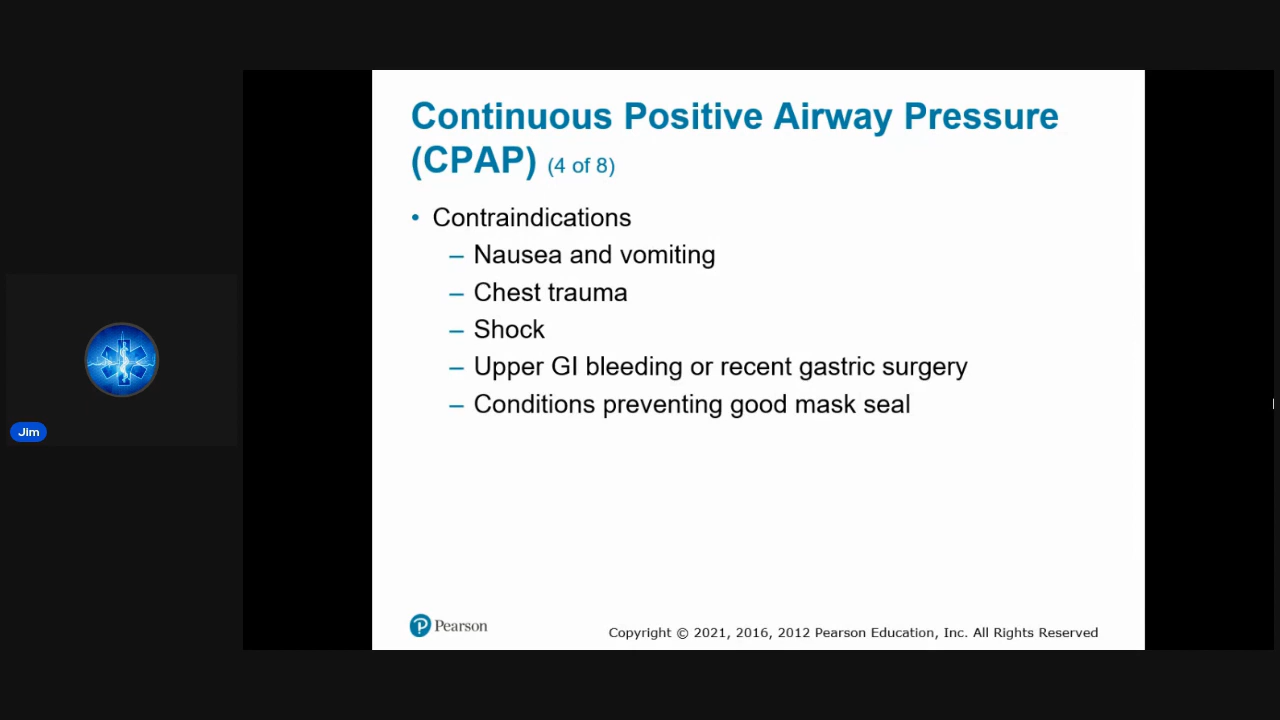 Continuous Positive Airway Pressure
(CPAP) (4 of 8)
• Contraindications
– Nausea and vomiting
– Chest trauma
– Shock
– Upper GI bleeding or recent gastric surgery
– Conditions preventing good mask seal
Jim
Pearson
Copyright © 2021, 2016, 2012 Pearson Education, Inc. All Rights Reserved